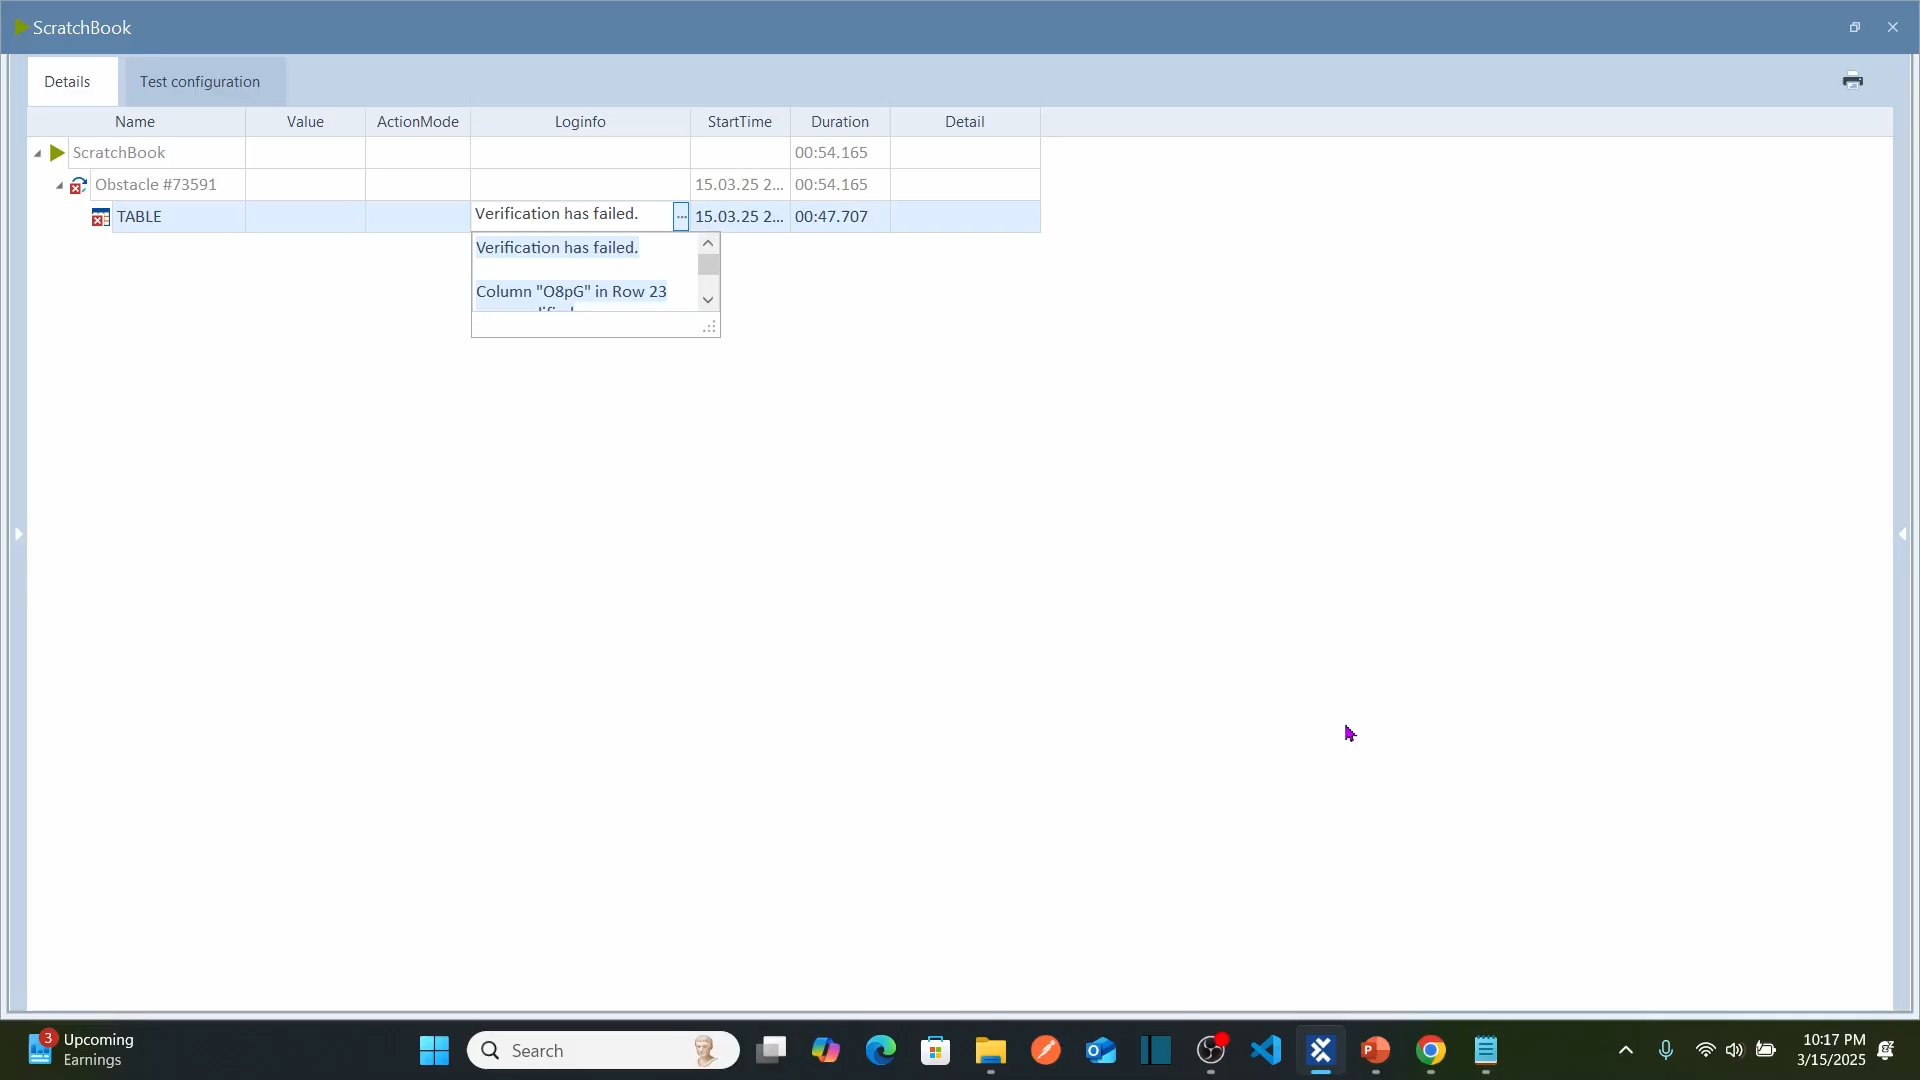 ScratchBook
Details
Test configuration
Name Value ActionMode Loginfo StartTime Duration Detail
ScratchBook 00:54.165
Obstacle #73591 15.03.25 2... 00:54.165
TABLE Verification has failed. ... 15.03.25 2... 00:47.707
Verification has failed.
Column "O8pG" in Row 23
3 Upcoming
Earnings
Search
10:17 PM
3/15/2025